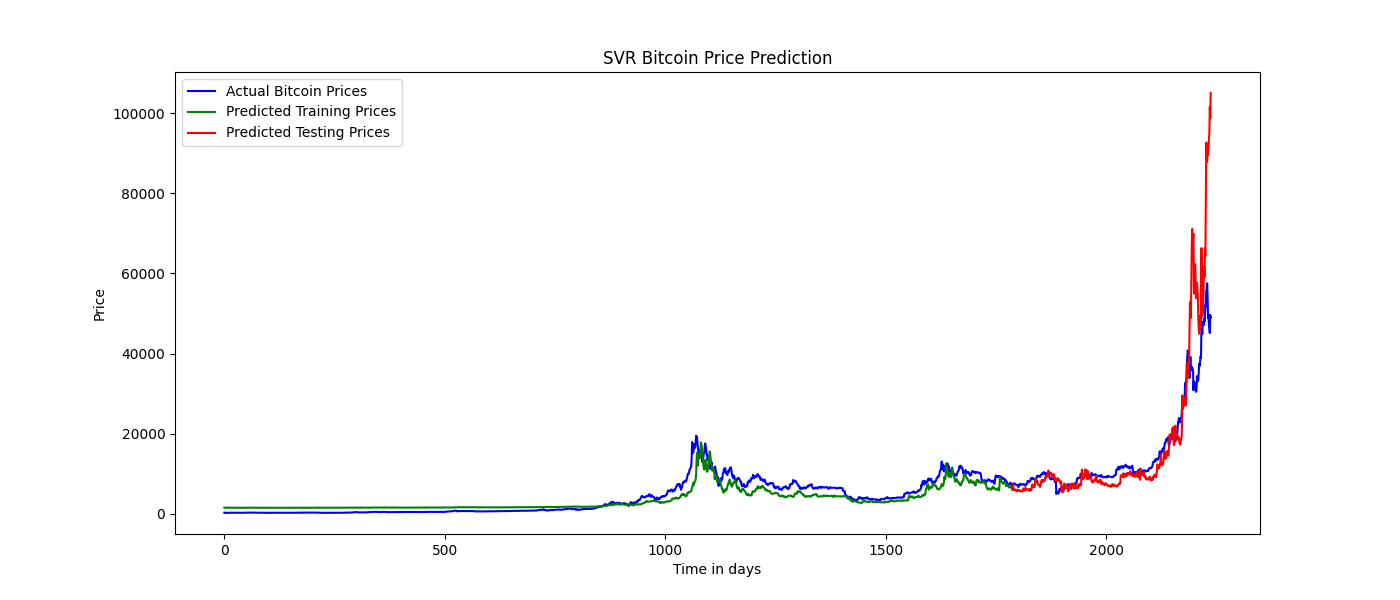 SVR Bitcoin Price Prediction
Actual Bitcoin Prices
Predicted Training Prices
Predicted Testing Prices
Price
100000
80000
60000
40000
20000
0
0 500 1000 1500 2000
Time in days